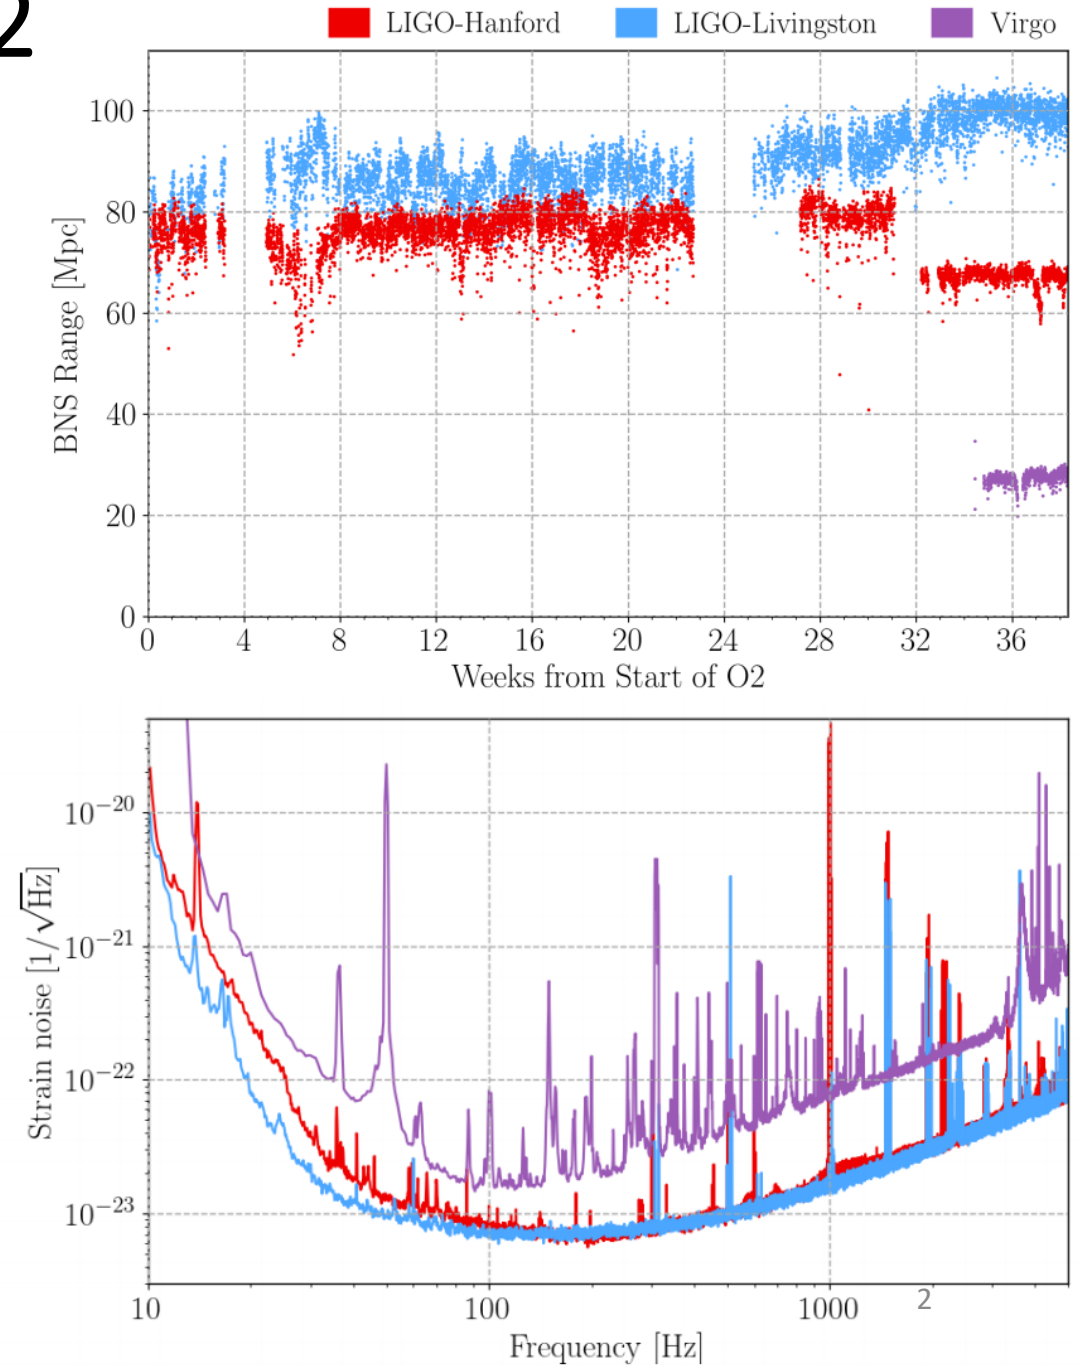 2
LIGO-Hanford LIGO-Livingston Virgo
100
80
60
40
20
0
BNS Range [Mpc]
0 4 8 12 16 20 24 28 32 36
Weeks from Start of O2
10⁻²⁰
10⁻²¹
10⁻²²
10⁻²³
Strain noise [1/√Hz]
10 100 1000 2
Frequency [Hz]